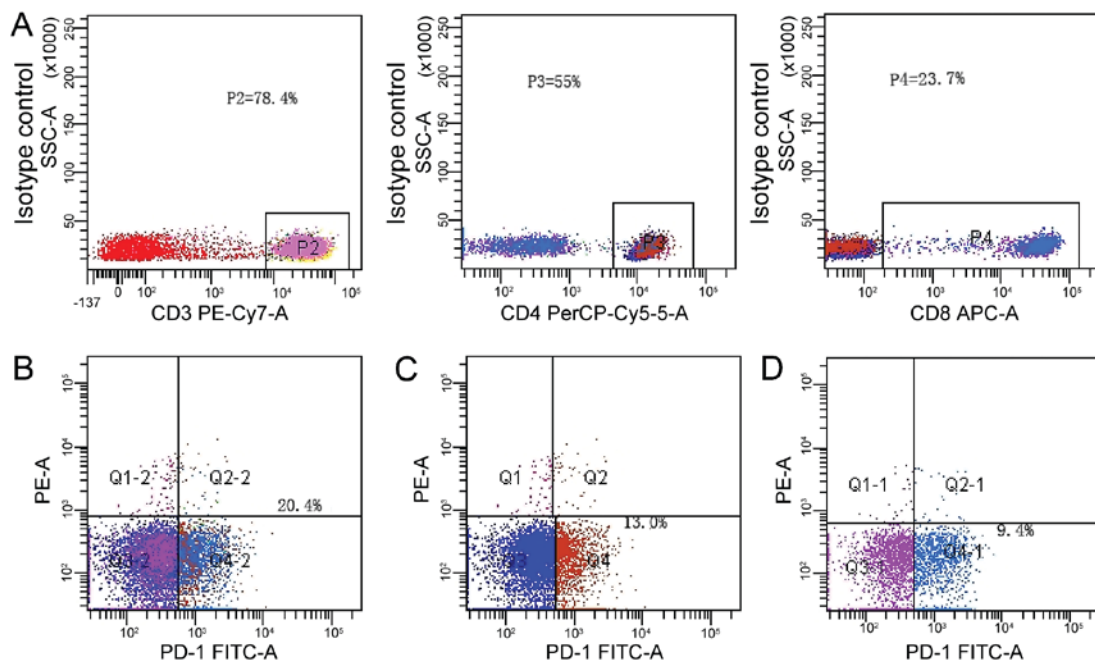 A
Isotype control
SSC-A (x1000)
250
200
150
100
50
P2=78.4%
P2
-137 0 10² 10³ 10⁴ 10⁵
CD3 PE-Cy7-A
Isotype control
SSC-A (x1000)
250
200
150
100
50
P3=55%
P3
10² 10³ 10⁴ 10⁵
CD4 PerCP-Cy5-5-A
Isotype control
SSC-A (x1000)
250
200
150
100
50
P4=23.7%
P4
10² 10³ 10⁴ 10⁵
CD8 APC-A
B
PE-A
10⁵
10⁴
10³
10²
Q1-2 Q2-2
20.4%
Q3-2 Q4-2
10² 10³ 10⁴ 10⁵
PD-1 FITC-A
C
PE-A
10⁵
10⁴
10³
10²
Q1 Q2
13.0%
Q3 Q4
10² 10³ 10⁴ 10⁵
PD-1 FITC-A
D
PE-A
10⁵
10⁴
10³
10²
Q1-1 Q2-1
9.4%
Q4-1
Q3-1
10² 10³ 10⁴ 10⁵
PD-1 FITC-A